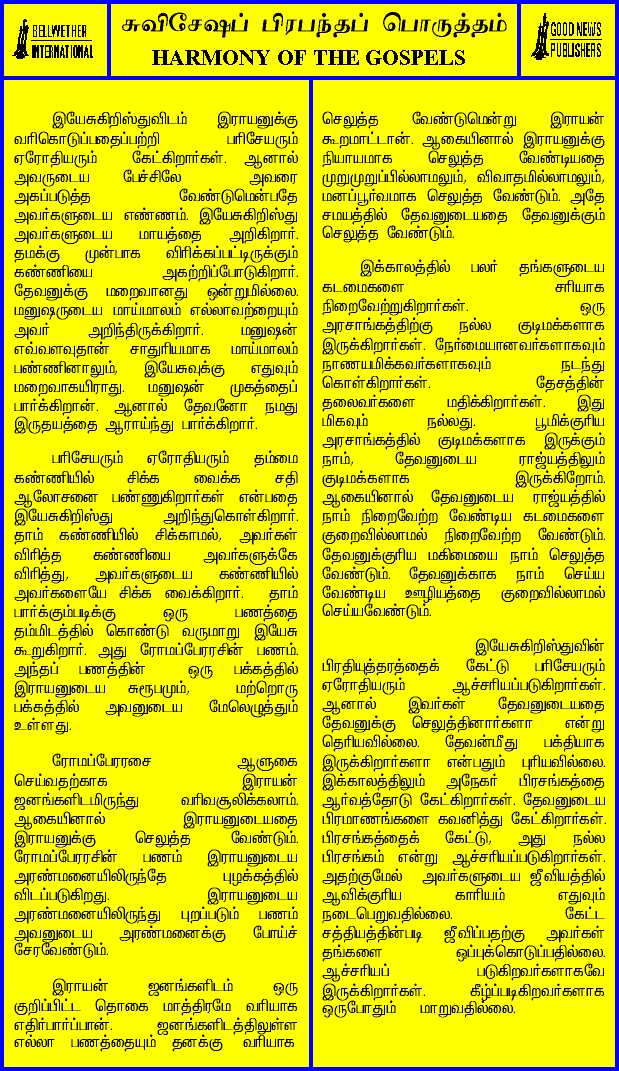 BELLWETHER
INTERNATIONAL
சுவிசேஷப் பிரபந்தப் பொருத்தம்
HARMONY OF THE GOSPELS
GOOD NEWS
PUBLISHERS
இயேசுகிறிஸ்துவிடம் இராயனுக்கு
வரிகொடுப்பதைப்பற்றி பரிசேயரும்
ஏரோதியரும் கேட்கிறார்கள். ஆனால்
அவருடைய பேச்சிலே அவரை
அகப்படுத்த வேண்டுமென்பதே
அவர்களுடைய எண்ணம். இயேசுகிறிஸ்து
அவர்களுடைய மாயத்தை அறிகிறார்.
தமக்கு முன்பாக விரிக்கப்பட்டிருக்கும்
கண்ணியை அகற்றிப்போடுகிறார்.
தேவனுக்கு மறைவானது ஒன்றுமில்லை.
மனுஷருடைய மாய்மாலம் எல்லாவற்றையும்
அவர் அறிந்திருக்கிறார். மனுஷன்
எவ்வளவுதான் சாதுரியமாக மாய்மாலம்
பண்ணினாலும், இயேசுவுக்கு எதுவும்
மறைவாகயிராது. மனுஷன் முகத்தைப்
பார்க்கிறான். ஆனால் தேவனோ நமது
இருதயத்தை ஆராய்ந்து பார்க்கிறார்.
பரிசேயரும் ஏரோதியரும் தம்மை
கண்ணியில் சிக்க வைக்க சதி
ஆலோசனை பண்ணுகிறார்கள் என்பதை
இயேசுகிறிஸ்து அறிந்துகொள்கிறார்.
தாம் கண்ணியில் சிக்காமல், அவர்கள்
விரித்த கண்ணியை அவர்களுக்கே
விரித்து, அவர்களுடைய கண்ணியில்
அவர்களையே சிக்க வைக்கிறார். தாம்
பார்க்கும்படிக்கு ஒரு பணத்தை
தம்மிடத்தில் கொண்டு வருமாறு இயேசு
கூறுகிறார். அது ரோமப்பேரரசின் பணம்.
அந்தப் பணத்தின் ஒரு பக்கத்தில்
இராயனுடைய சுரூபமும், மற்றொரு
பக்கத்தில் அவனுடைய மேலெழுத்தும்
உள்ளது.
ரோமப்பேரரசை ஆளுகை
செய்வதற்காக இராயன்
ஜனங்களிடமிருந்து வரிவசூலிக்கலாம்.
ஆகையினால் இராயனுடையதை
இராயனுக்கு செலுத்த வேண்டும்.
ரோமப்பேரரசின் பணம் இராயனுடைய
அரண்மனையிலிருந்தே புழக்கத்தில்
விடப்படுகிறது. இராயனுடைய
அரண்மனையிலிருந்து புறப்படும் பணம்
அவனுடைய அரண்மனைக்கு போய்ச்
சேரவேண்டும்.
இராயன் ஜனங்களிடம் ஒரு
குறிப்பிட்ட தொகை மாத்திரமே வரியாக
எதிர்பார்ப்பான். ஜனங்களிடத்திலுள்ள
எல்லா பணத்தையும் தனக்கு வரியாக
செலுத்த வேண்டுமென்று இராயன்
கூறமாட்டான். ஆகையினால் இராயனுக்கு
நியாயமாக செலுத்த வேண்டியதை
முறுமுறுப்பில்லாமலும், விவாதமில்லாமலும்,
மனப்பூர்வமாக செலுத்த வேண்டும். அதே
சமயத்தில் தேவனுடையதை தேவனுக்கும்
செலுத்த வேண்டும்.
இக்காலத்தில் பலர் தங்களுடைய
கடமைகளை சரியாக
நிறைவேற்றுகிறார்கள். ஒரு
அரசாங்கத்திற்கு நல்ல குடிமக்களாக
இருக்கிறார்கள். நேர்மையானவர்களாகவும்
நாணயமிக்கவர்களாகவும் நடந்து
கொள்கிறார்கள். தேசத்தின்
தலைவர்களை மதிக்கிறார்கள். இது
மிகவும் நல்லது. பூமிக்குரிய
அரசாங்கத்தில் குடிமக்களாக இருக்கும்
நாம், தேவனுடைய ராஜ்யத்திலும்
குடிமக்களாக இருக்கிறோம்.
ஆகையினால் தேவனுடைய ராஜ்யத்தில்
நாம் நிறைவேற்ற வேண்டிய கடமைகளை
குறைவில்லாமல் நிறைவேற்ற வேண்டும்.
தேவனுக்குரிய மகிமையை நாம் செலுத்த
வேண்டும். தேவனுக்காக நாம் செய்ய
வேண்டிய ஊழியத்தை குறைவில்லாமல்
செய்யவேண்டும்.
இயேசுகிறிஸ்துவின்
பிரதியுத்தரத்தைக் கேட்டு பரிசேயரும்
ஏரோதியரும் ஆச்சரியப்படுகிறார்கள்.
ஆனால் இவர்கள் தேவனுடையதை
தேவனுக்கு செலுத்தினார்களா என்று
தெரியவில்லை. தேவன்மீது பக்தியாக
இருக்கிறார்களா என்பதும் புரியவில்லை.
இக்காலத்திலும் அநேகர் பிரசங்கத்தை
ஆர்வத்தோடு கேட்கிறார்கள். தேவனுடைய
பிரமாணங்களை கவனித்து கேட்கிறார்கள்.
பிரசங்கத்தைக் கேட்டு, அது நல்ல
பிரசங்கம் என்று ஆச்சரியப்படுகிறார்கள்.
அதற்குமேல் அவர்களுடைய ஜீவியத்தில்
ஆவிக்குரிய காரியம் எதுவும்
நடைபெறுவதில்லை. கேட்ட
சத்தியத்தின்படி ஜீவிப்பதற்கு அவர்கள்
தங்களை ஒப்புக்கொடுப்பதில்லை.
ஆச்சரியப் படுகிறவர்களாகவே
இருக்கிறார்கள். கீழ்ப்படிகிறவர்களாக
ஒருபோதும் மாறுவதில்லை.